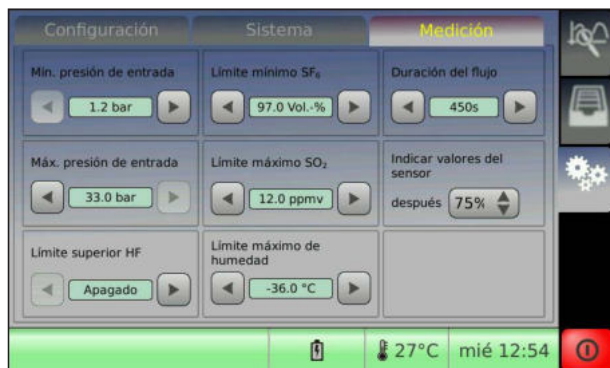 Configuración
Sistema
Medición
Min. presión de entrada
1.2 bar
Límite mínimo SF₆
97.0 Vol.-%
Duración del flujo
450s
Máx. presión de entrada
33.0 bar
Límite máximo SO₂
12.0 ppmv
Indicar valores del
sensor
después 75%
Límite superior HF
Apagado
Límite máximo de
humedad
-36.0 °C
27°C
mié 12:54